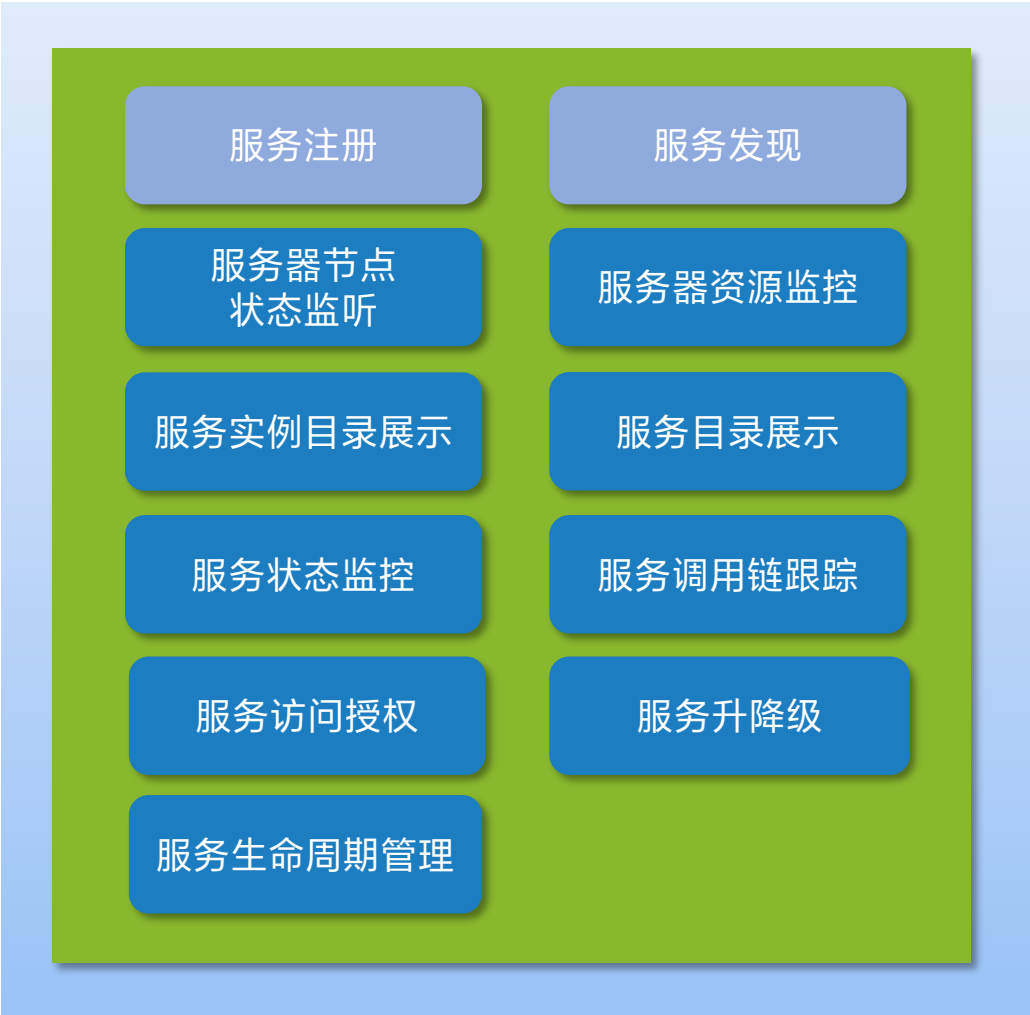 服务注册
服务发现
服务器节点
状态监听
服务器资源监控
服务实例目录展示
服务目录展示
服务状态监控
服务调用链跟踪
服务访问授权
服务升降级
服务生命周期管理